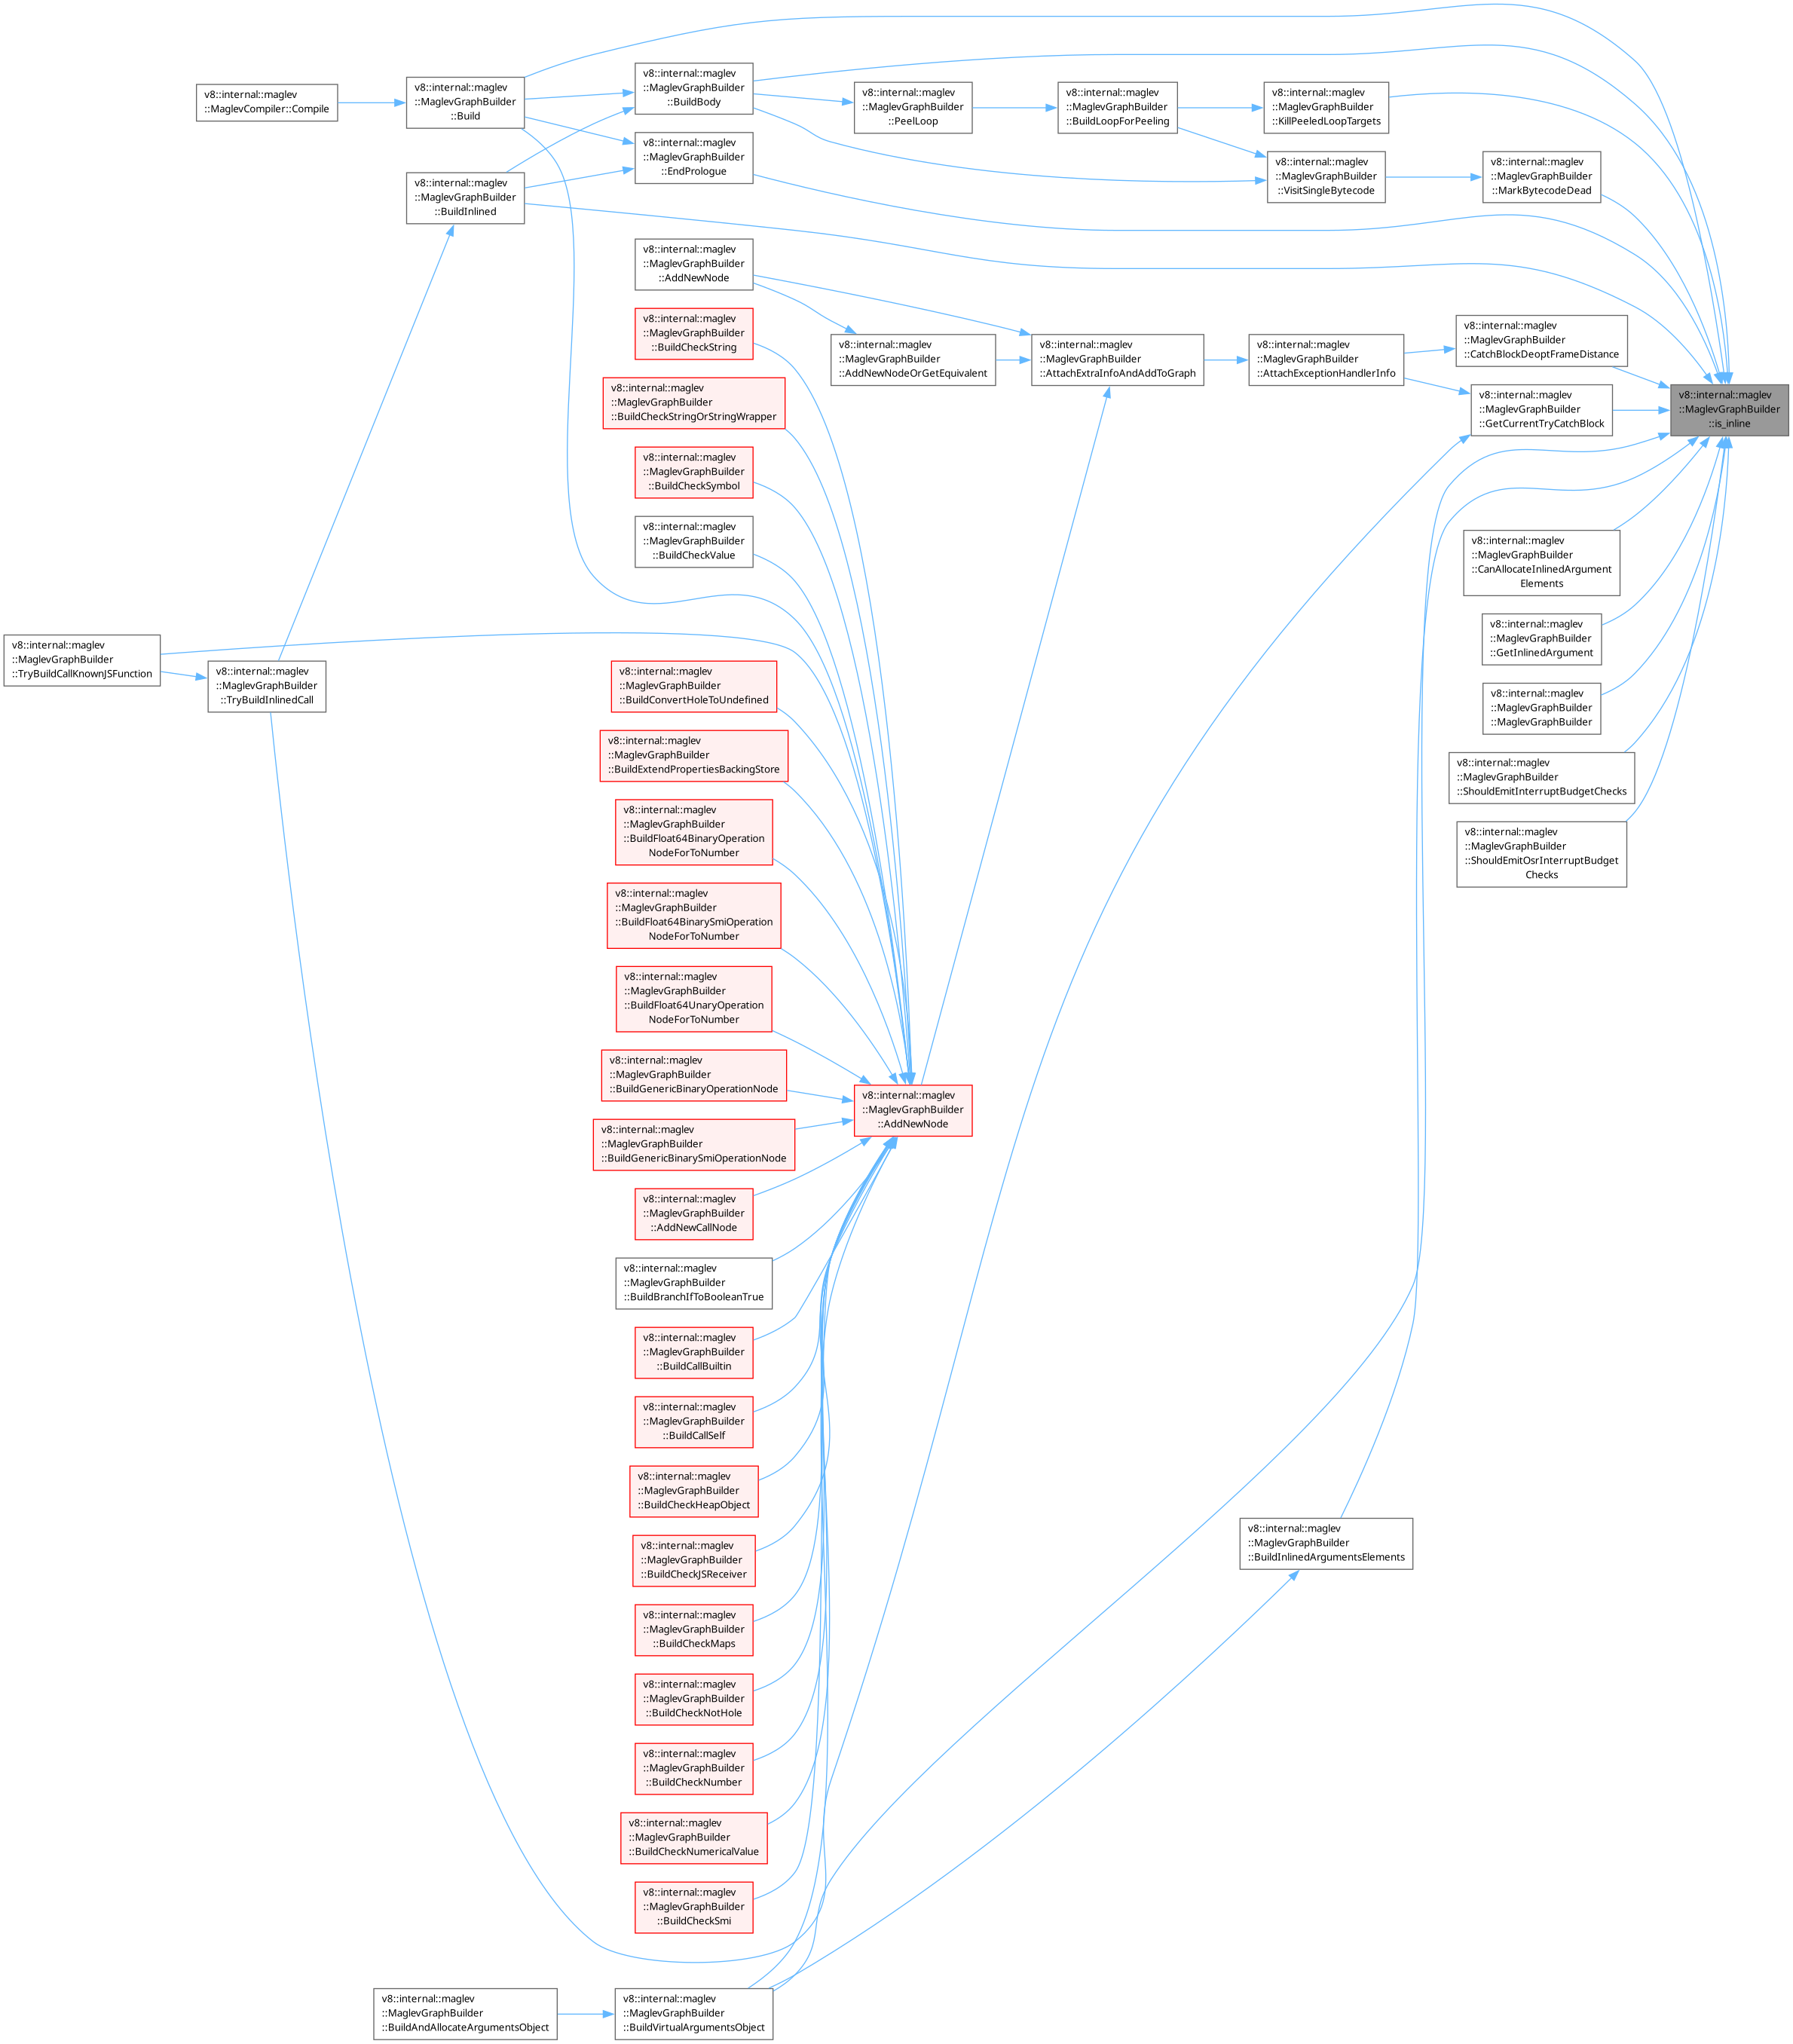 v8::internal::maglev
::MaglevCompiler::Compile
v8::internal::maglev
::MaglevGraphBuilder
::Build
v8::internal::maglev
::MaglevGraphBuilder
::BuildBody
v8::internal::maglev
::MaglevGraphBuilder
::PeelLoop
v8::internal::maglev
::MaglevGraphBuilder
::BuildLoopForPeeling
v8::internal::maglev
::MaglevGraphBuilder
::KillPeeledLoopTargets
v8::internal::maglev
::MaglevGraphBuilder
::EndPrologue
v8::internal::maglev
::MaglevGraphBuilder
::VisitSingleBytecode
v8::internal::maglev
::MaglevGraphBuilder
::MarkBytecodeDead
v8::internal::maglev
::MaglevGraphBuilder
::BuildInlined
v8::internal::maglev
::MaglevGraphBuilder
::AddNewNode
v8::internal::maglev
::MaglevGraphBuilder
::BuildCheckString
v8::internal::maglev
::MaglevGraphBuilder
::AddNewNodeOrGetEquivalent
v8::internal::maglev
::MaglevGraphBuilder
::AttachExtraInfoAndAddToGraph
v8::internal::maglev
::MaglevGraphBuilder
::AttachExceptionHandlerInfo
v8::internal::maglev
::MaglevGraphBuilder
::CatchBlockDeoptFrameDistance
v8::internal::maglev
::MaglevGraphBuilder
::BuildCheckStringOrStringWrapper
v8::internal::maglev
::MaglevGraphBuilder
::GetCurrentTryCatchBlock
v8::internal::maglev
::MaglevGraphBuilder
::is_inline
v8::internal::maglev
::MaglevGraphBuilder
::BuildCheckSymbol
v8::internal::maglev
::MaglevGraphBuilder
::BuildCheckValue
v8::internal::maglev
::MaglevGraphBuilder
::CanAllocateInlinedArgument
Elements
v8::internal::maglev
::MaglevGraphBuilder
::GetInlinedArgument
v8::internal::maglev
::MaglevGraphBuilder
::TryBuildCallKnownJSFunction
v8::internal::maglev
::MaglevGraphBuilder
::TryBuildInlinedCall
v8::internal::maglev
::MaglevGraphBuilder
::BuildConvertHoleToUndefined
v8::internal::maglev
::MaglevGraphBuilder
::MaglevGraphBuilder
v8::internal::maglev
::MaglevGraphBuilder
::BuildExtendPropertiesBackingStore
v8::internal::maglev
::MaglevGraphBuilder
::ShouldEmitInterruptBudgetChecks
v8::internal::maglev
::MaglevGraphBuilder
::BuildFloat64BinaryOperation
NodeForToNumber
v8::internal::maglev
::MaglevGraphBuilder
::ShouldEmitOsrInterruptBudget
Checks
v8::internal::maglev
::MaglevGraphBuilder
::BuildFloat64BinarySmiOperation
NodeForToNumber
v8::internal::maglev
::MaglevGraphBuilder
::BuildFloat64UnaryOperation
NodeForToNumber
v8::internal::maglev
::MaglevGraphBuilder
::BuildGenericBinaryOperationNode
v8::internal::maglev
::MaglevGraphBuilder
::AddNewNode
v8::internal::maglev
::MaglevGraphBuilder
::BuildGenericBinarySmiOperationNode
v8::internal::maglev
::MaglevGraphBuilder
::AddNewCallNode
v8::internal::maglev
::MaglevGraphBuilder
::BuildBranchIfToBooleanTrue
v8::internal::maglev
::MaglevGraphBuilder
::BuildCallBuiltin
v8::internal::maglev
::MaglevGraphBuilder
::BuildCallSelf
v8::internal::maglev
::MaglevGraphBuilder
::BuildCheckHeapObject
v8::internal::maglev
::MaglevGraphBuilder
::BuildInlinedArgumentsElements
v8::internal::maglev
::MaglevGraphBuilder
::BuildCheckJSReceiver
v8::internal::maglev
::MaglevGraphBuilder
::BuildCheckMaps
v8::internal::maglev
::MaglevGraphBuilder
::BuildCheckNotHole
v8::internal::maglev
::MaglevGraphBuilder
::BuildCheckNumber
v8::internal::maglev
::MaglevGraphBuilder
::BuildCheckNumericalValue
v8::internal::maglev
::MaglevGraphBuilder
::BuildCheckSmi
v8::internal::maglev
::MaglevGraphBuilder
::BuildAndAllocateArgumentsObject
v8::internal::maglev
::MaglevGraphBuilder
::BuildVirtualArgumentsObject